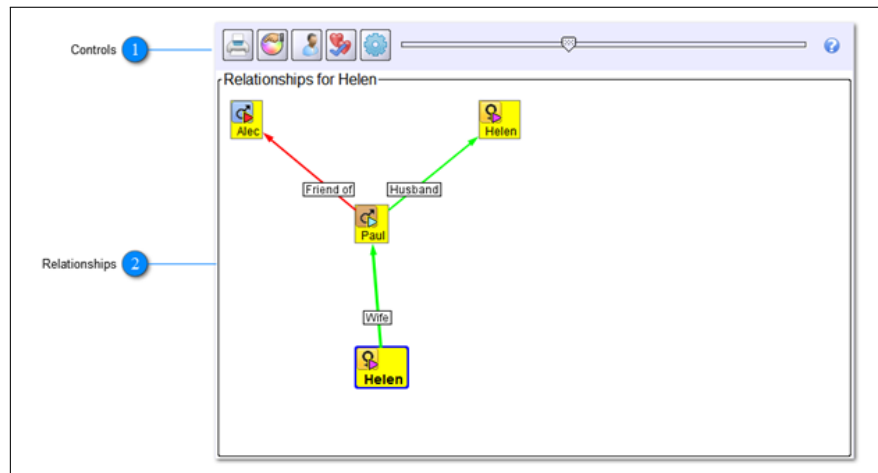 Controls 1
?
Relationships for Helen
Alec
Helen
Friend of
Husband
Paul
Relationships 2
Wife
Helen